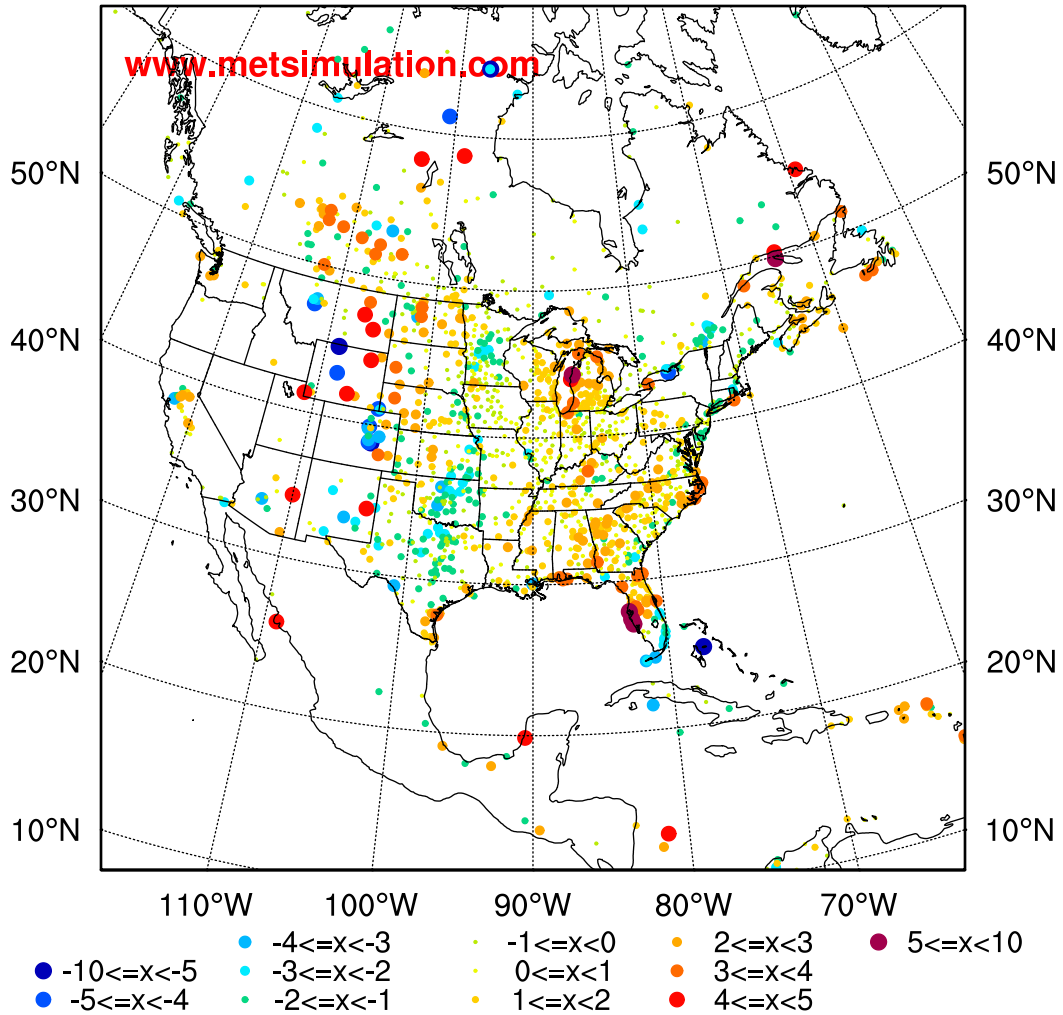 www.metsimulation.com
50°N 50°N
40°N 40°N
30°N 30°N
20°N 20°N
10°N 10°N
110°W 100°W 90°W 80°W 70°W
-4<=x<-3 -1<=x<0 2<=x<3 5<=x<10
-10<=x<-5 -3<=x<-2 0<=x<1 3<=x<4
-5<=x<-4 -2<=x<-1 1<=x<2 4<=x<5